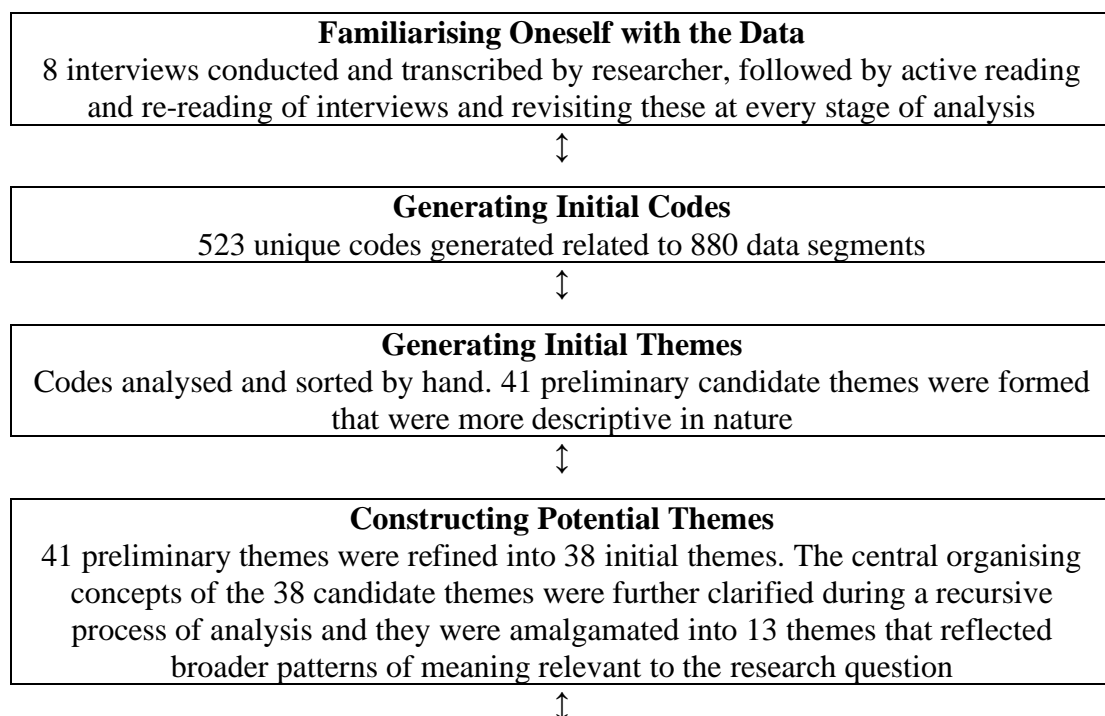 Familiarising Oneself with the Data
8 interviews conducted and transcribed by researcher, followed by active reading
and re-reading of interviews and revisiting these at every stage of analysis
↕
Generating Initial Codes
523 unique codes generated related to 880 data segments
↕
Generating Initial Themes
Codes analysed and sorted by hand. 41 preliminary candidate themes were formed
that were more descriptive in nature
↕
Constructing Potential Themes
41 preliminary themes were refined into 38 initial themes. The central organising
concepts of the 38 candidate themes were further clarified during a recursive
process of analysis and they were amalgamated into 13 themes that reflected
broader patterns of meaning relevant to the research question
↕